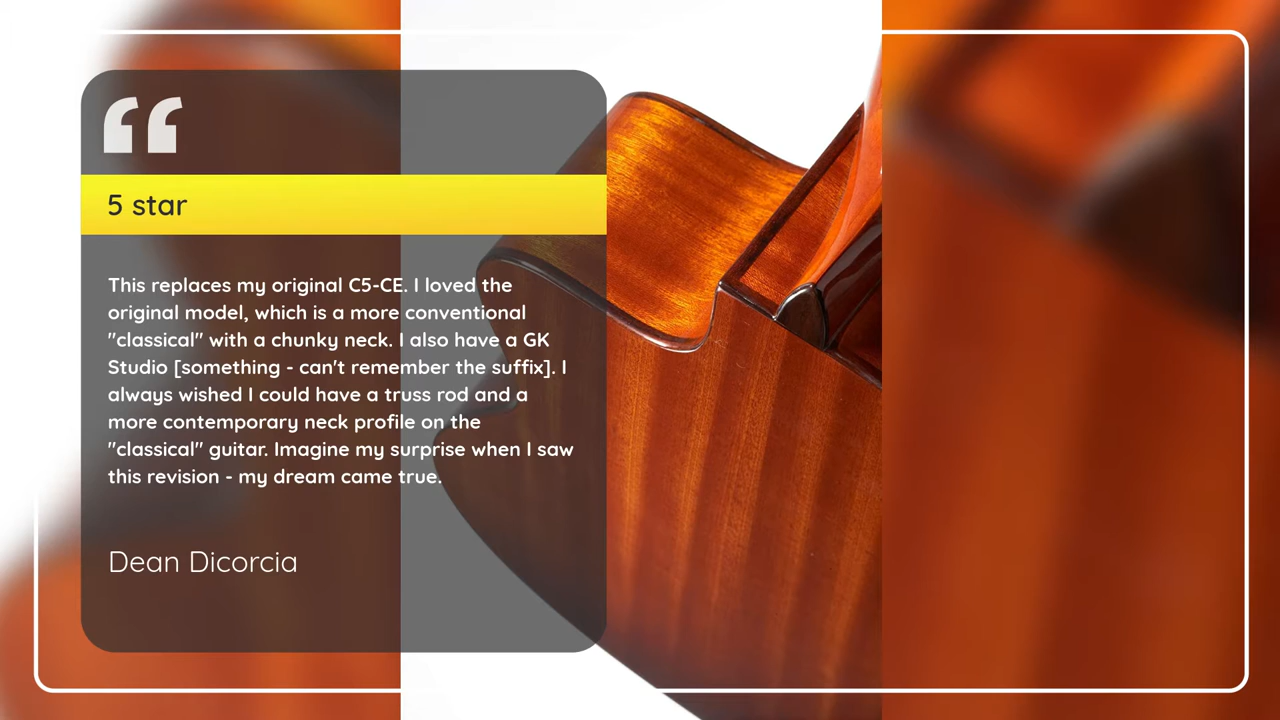 “
5 star
This replaces my original C5-CE. I loved the
original model, which is a more conventional
"classical" with a chunky neck. I also have a GK
Studio [something - can't remember the suffix]. I
always wished I could have a truss rod and a
more contemporary neck profile on the
"classical" guitar. Imagine my surprise when I saw
this revision - my dream came true.
Dean Dicorcia